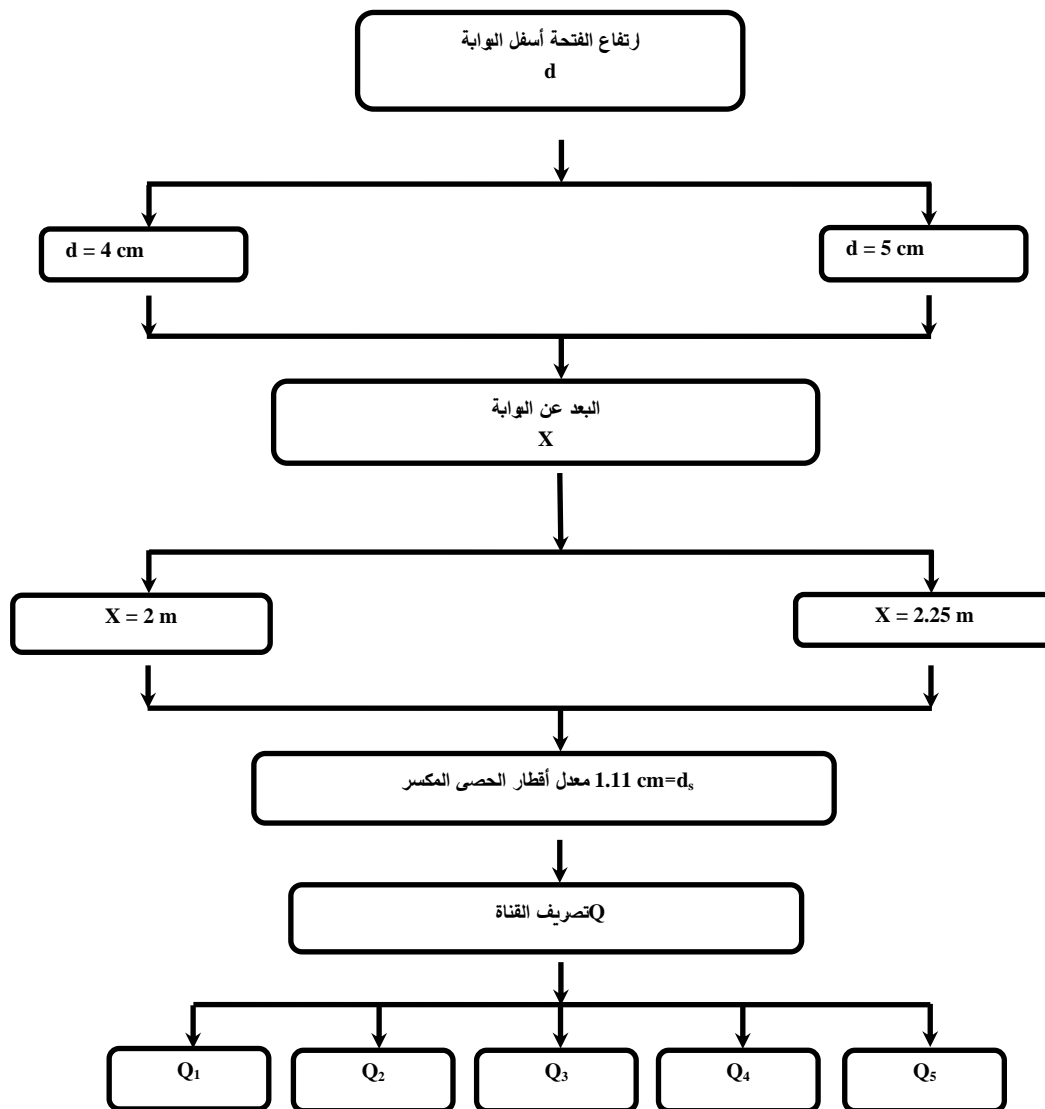 ارتفاع الفتحة أسفل البوابة
d
d = 4 cm
d = 5 cm
البعد عن البوابة
X
X = 2 m
X = 2.25 m
معدل أقطار الحصى المكسر 1.11 cm=dₛ
تصريف القناة Q
Q₁
Q₂
Q₃
Q₄
Q₅